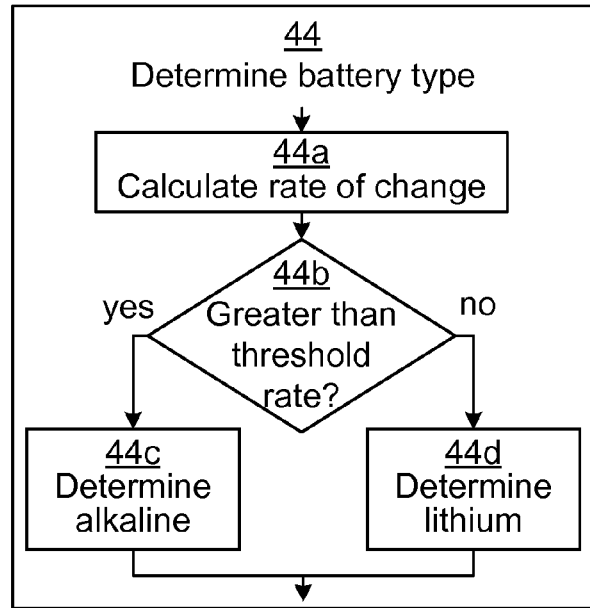 44
Determine battery type
44a
Calculate rate of change
44b
Greater than
threshold
rate?
yes
no
44c
Determine
alkaline
44d
Determine
lithium